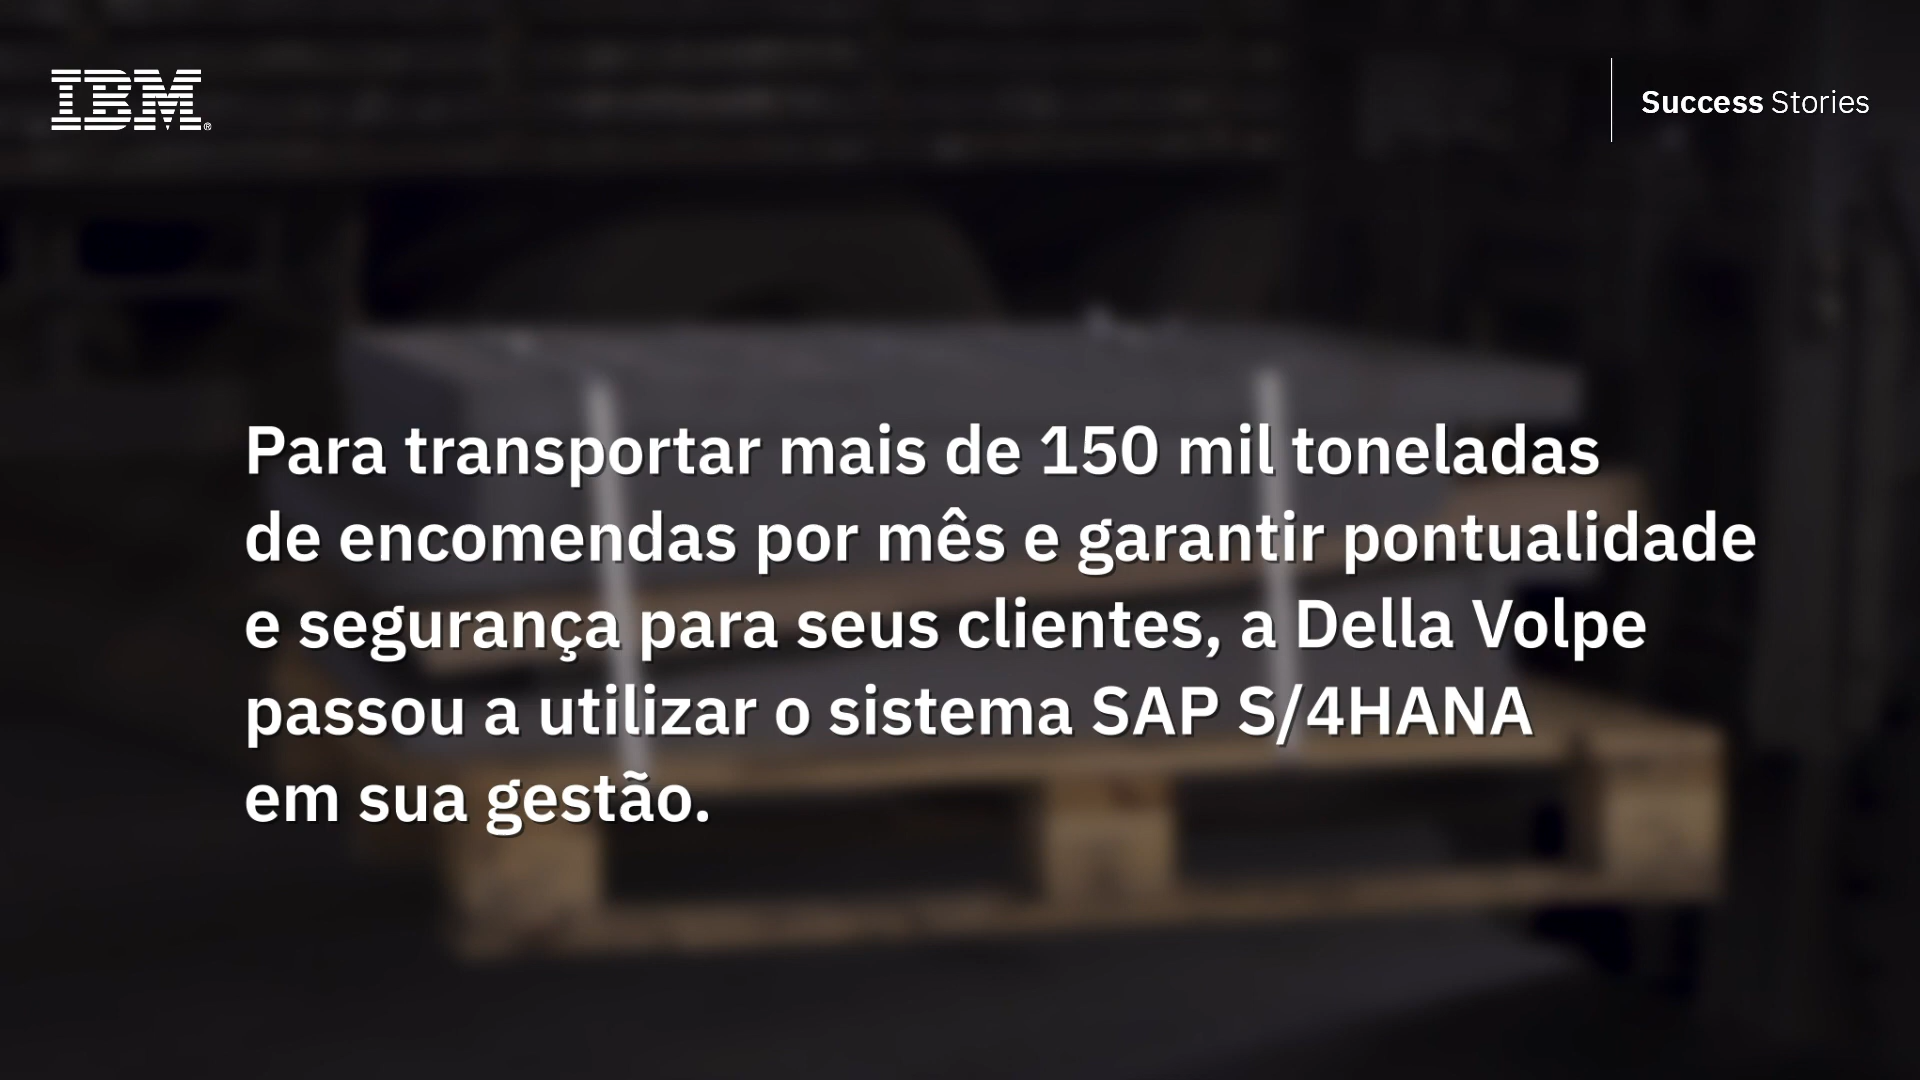 IBM®
Success Stories
Para transportar mais de 150 mil toneladas
de encomendas por mês e garantir pontualidade
e segurança para seus clientes, a Della Volpe
passou a utilizar o sistema SAP S/4HANA
em sua gestão.